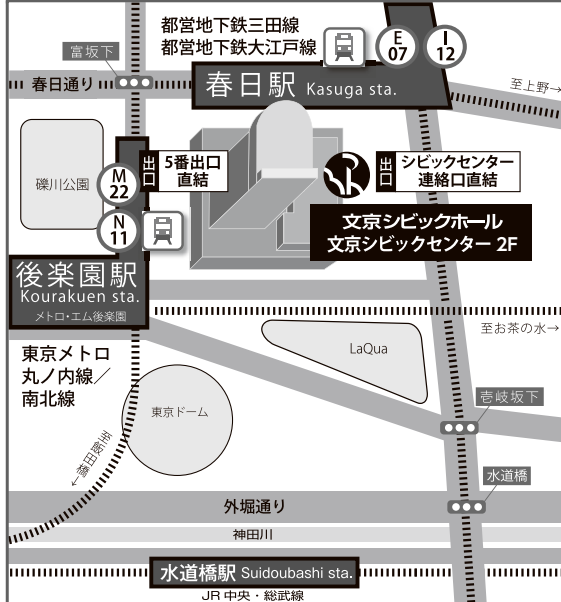 都営地下鉄三田線
都営地下鉄大江戸線
E
07
I
12
富坂下
春日通り
春日駅 Kasuga sta.
至上野→
礫川公園
M
22
出口
5番出口
直結
出口
シビックセンター
連絡口直結
N
11
文京シビックホール
文京シビックセンター 2F
後楽園駅
Kourakuen sta.
メトロ・エム後楽園
至お茶の水→
東京メトロ
丸ノ内線／
南北線
LaQua
東京ドーム
壱岐坂下
至飯田橋→
水道橋
外堀通り
神田川
水道橋駅 Suidoubashi sta.
JR 中央・総武線